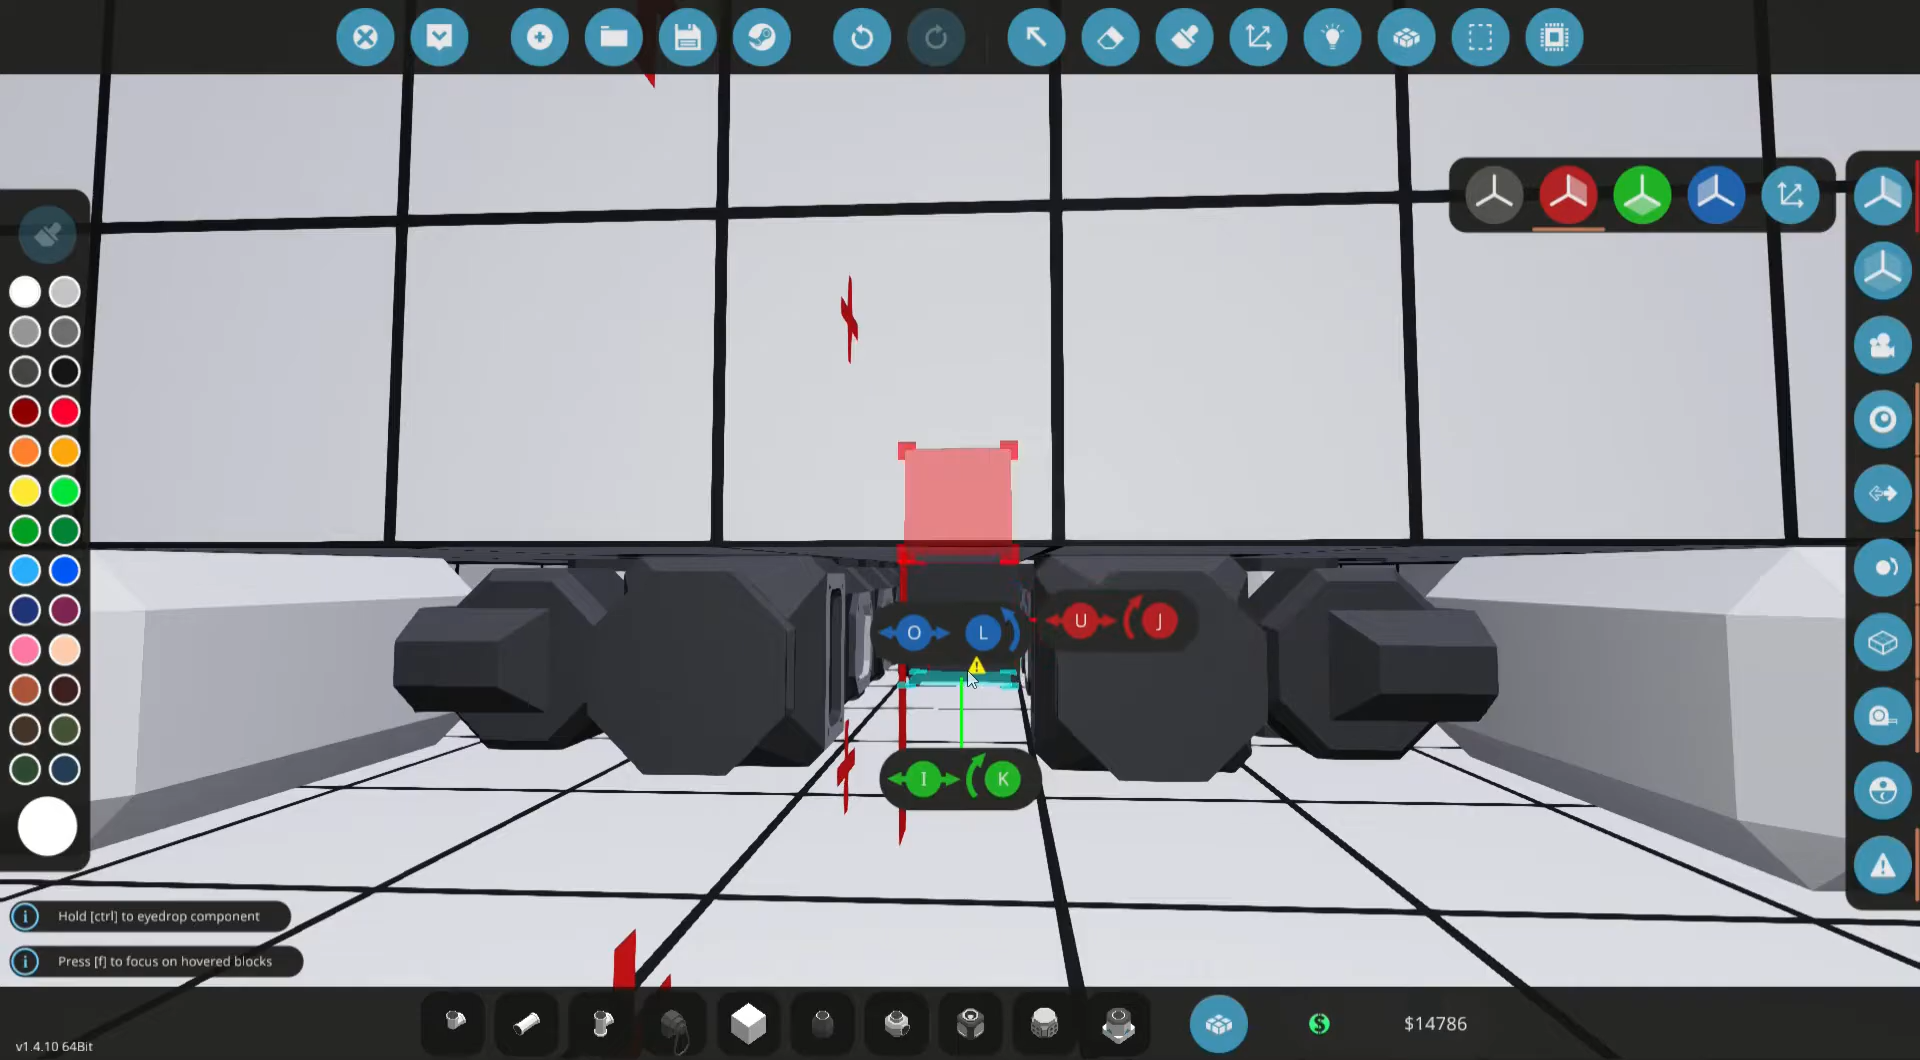 O L
U J
I K
Hold [ctrl] to eyedrop component
Press [f] to focus on hovered blocks
$14786
v1.4.10 64Bit